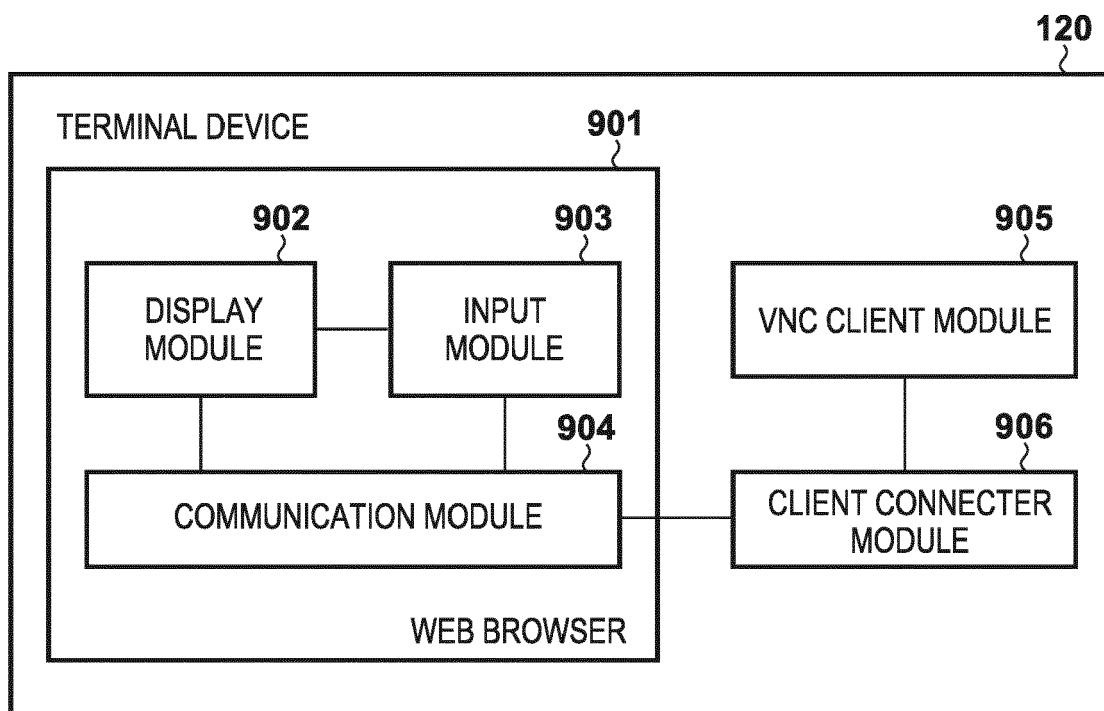 120
TERMINAL DEVICE
901
902
903
905
DISPLAY
MODULE
INPUT
MODULE
VNC CLIENT MODULE
904
906
COMMUNICATION MODULE
CLIENT CONNECTER
MODULE
WEB BROWSER